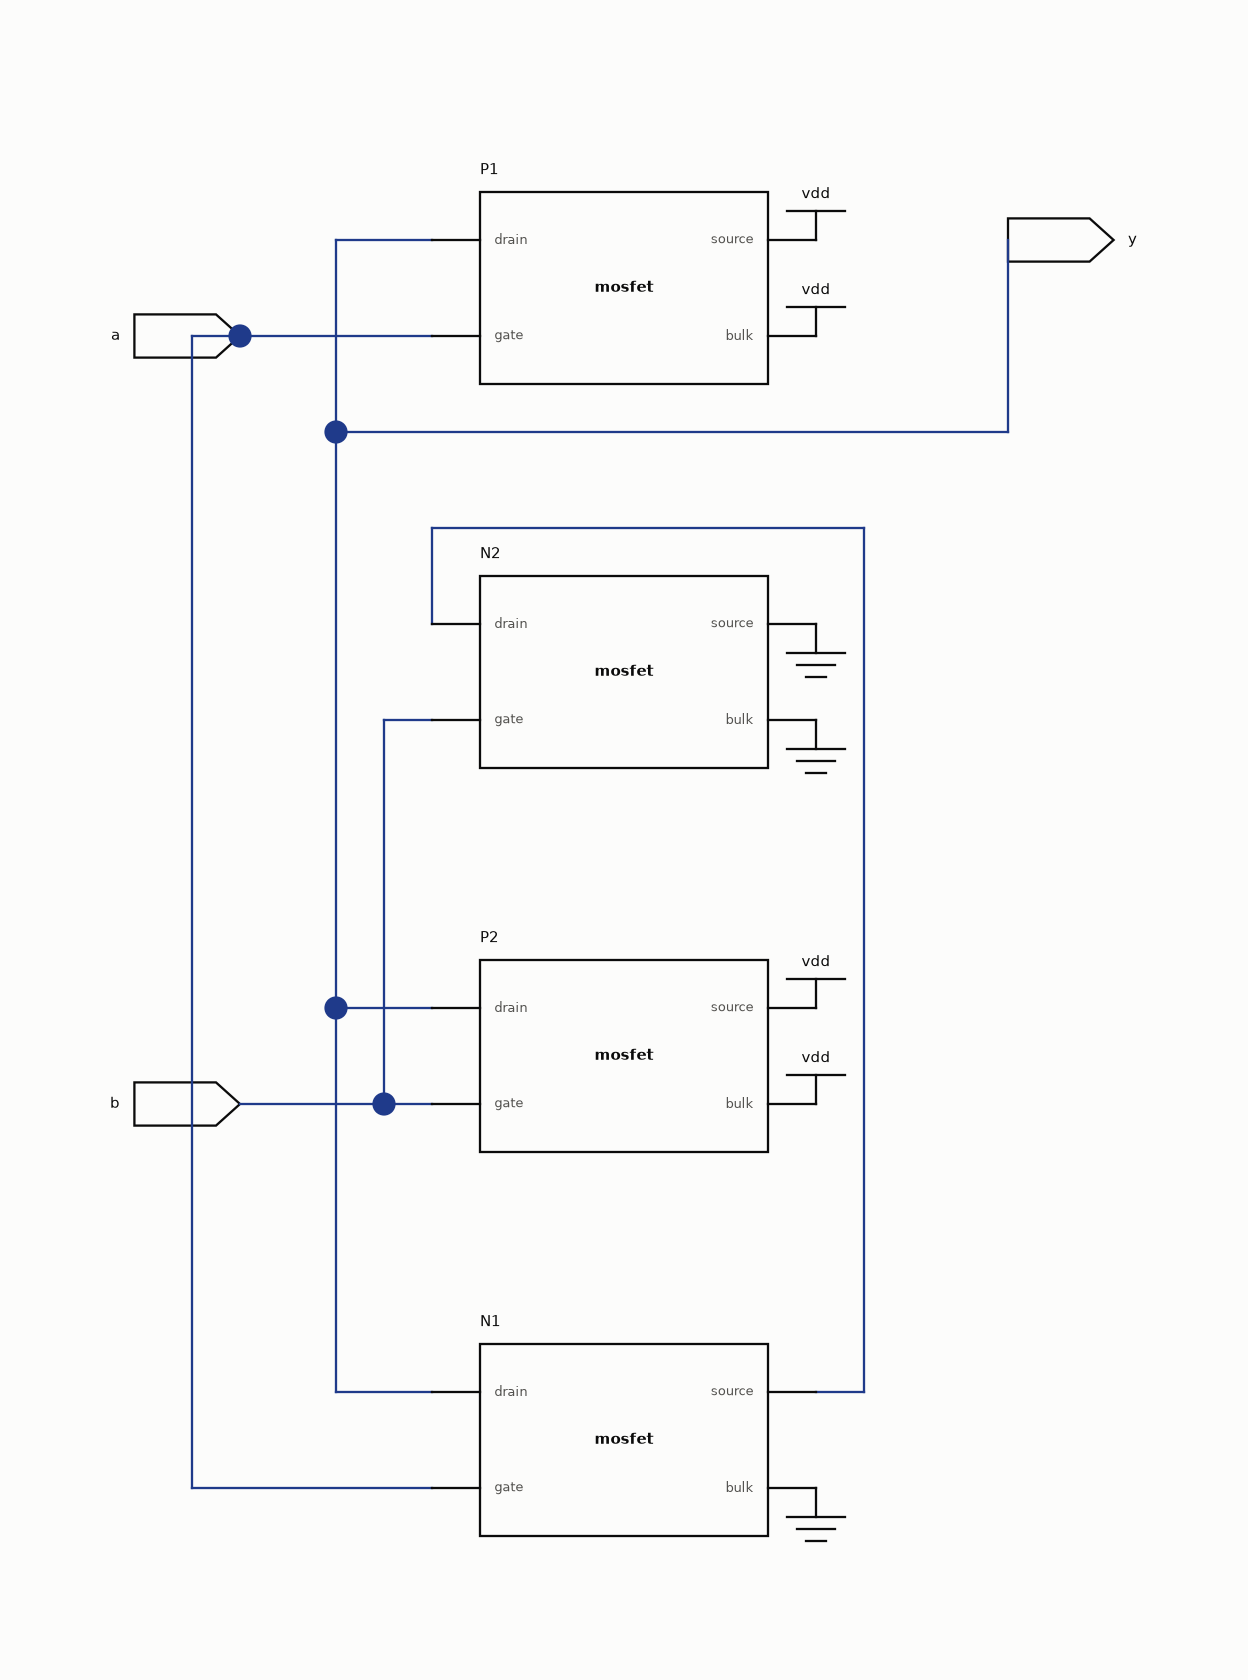 P1
vdd
drain
source
y
mosfet
vdd
a
gate
bulk
N2
drain
source
mosfet
gate
bulk
P2
vdd
drain
source
mosfet
vdd
b
gate
bulk
N1
drain
source
mosfet
gate
bulk